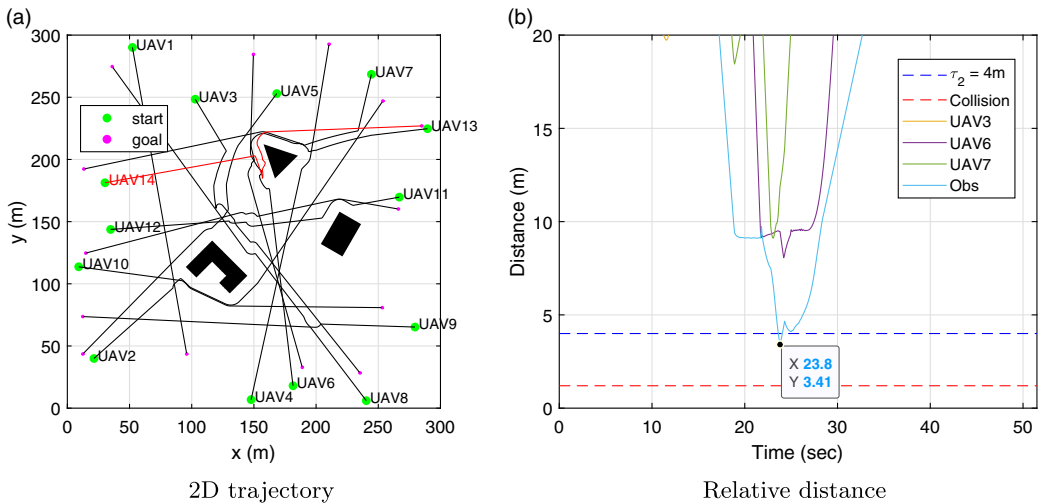 (a)
300
250
200
150
100
50
0
y (m)
0 50 100 150 200 250 300
x (m)
start
goal
UAV1
UAV3
UAV5
UAV7
UAV13
UAV14
UAV11
UAV12
UAV10
UAV9
UAV2
UAV4
UAV6
UAV8
2D trajectory
(b)
20
15
10
5
0
Distance (m)
0 10 20 30 40 50
Time (sec)
τ2 = 4m
Collision
UAV3
UAV6
UAV7
Obs
X 23.8
Y 3.41
Relative distance